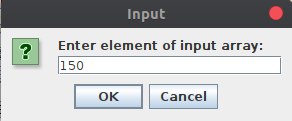 Input
Enter element of input array:
150
OK
Cancel